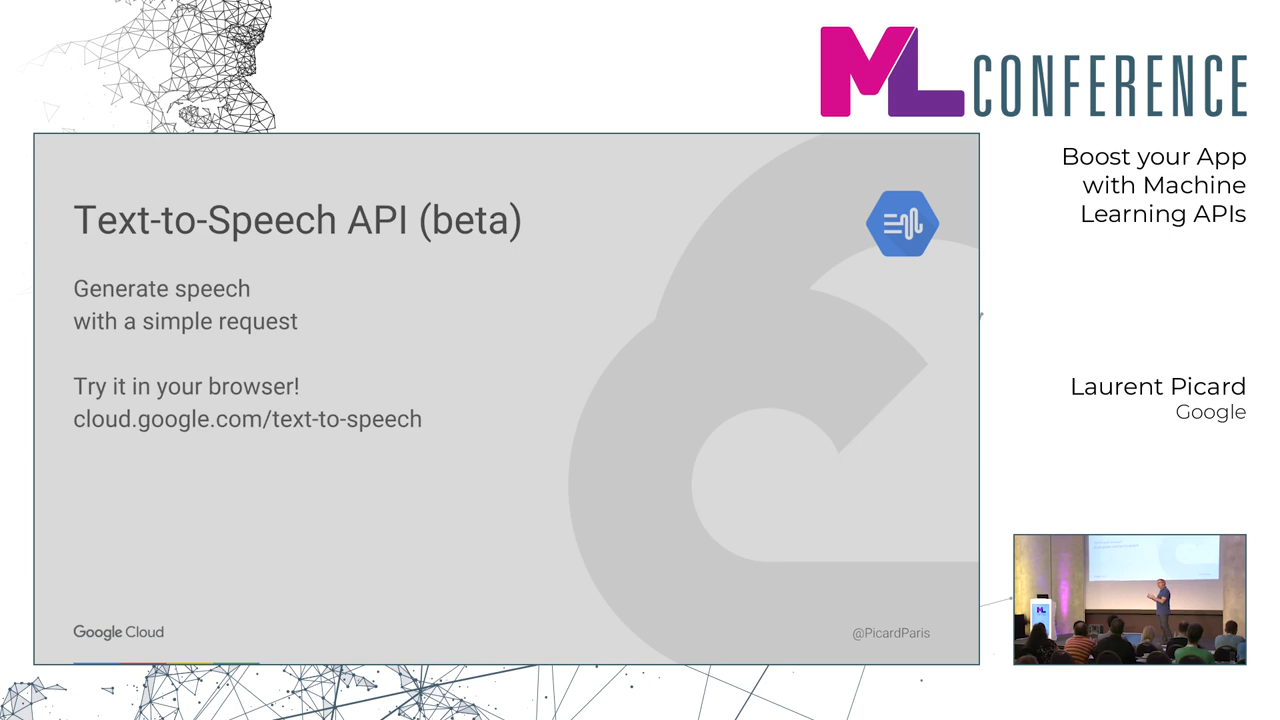 ML CONFERENCE
Boost your App
with Machine
Learning APIs
Text-to-Speech API (beta)
Generate speech
with a simple request
Try it in your browser!
cloud.google.com/text-to-speech
Google Cloud
@PicardParis
Laurent Picard
Google
ML